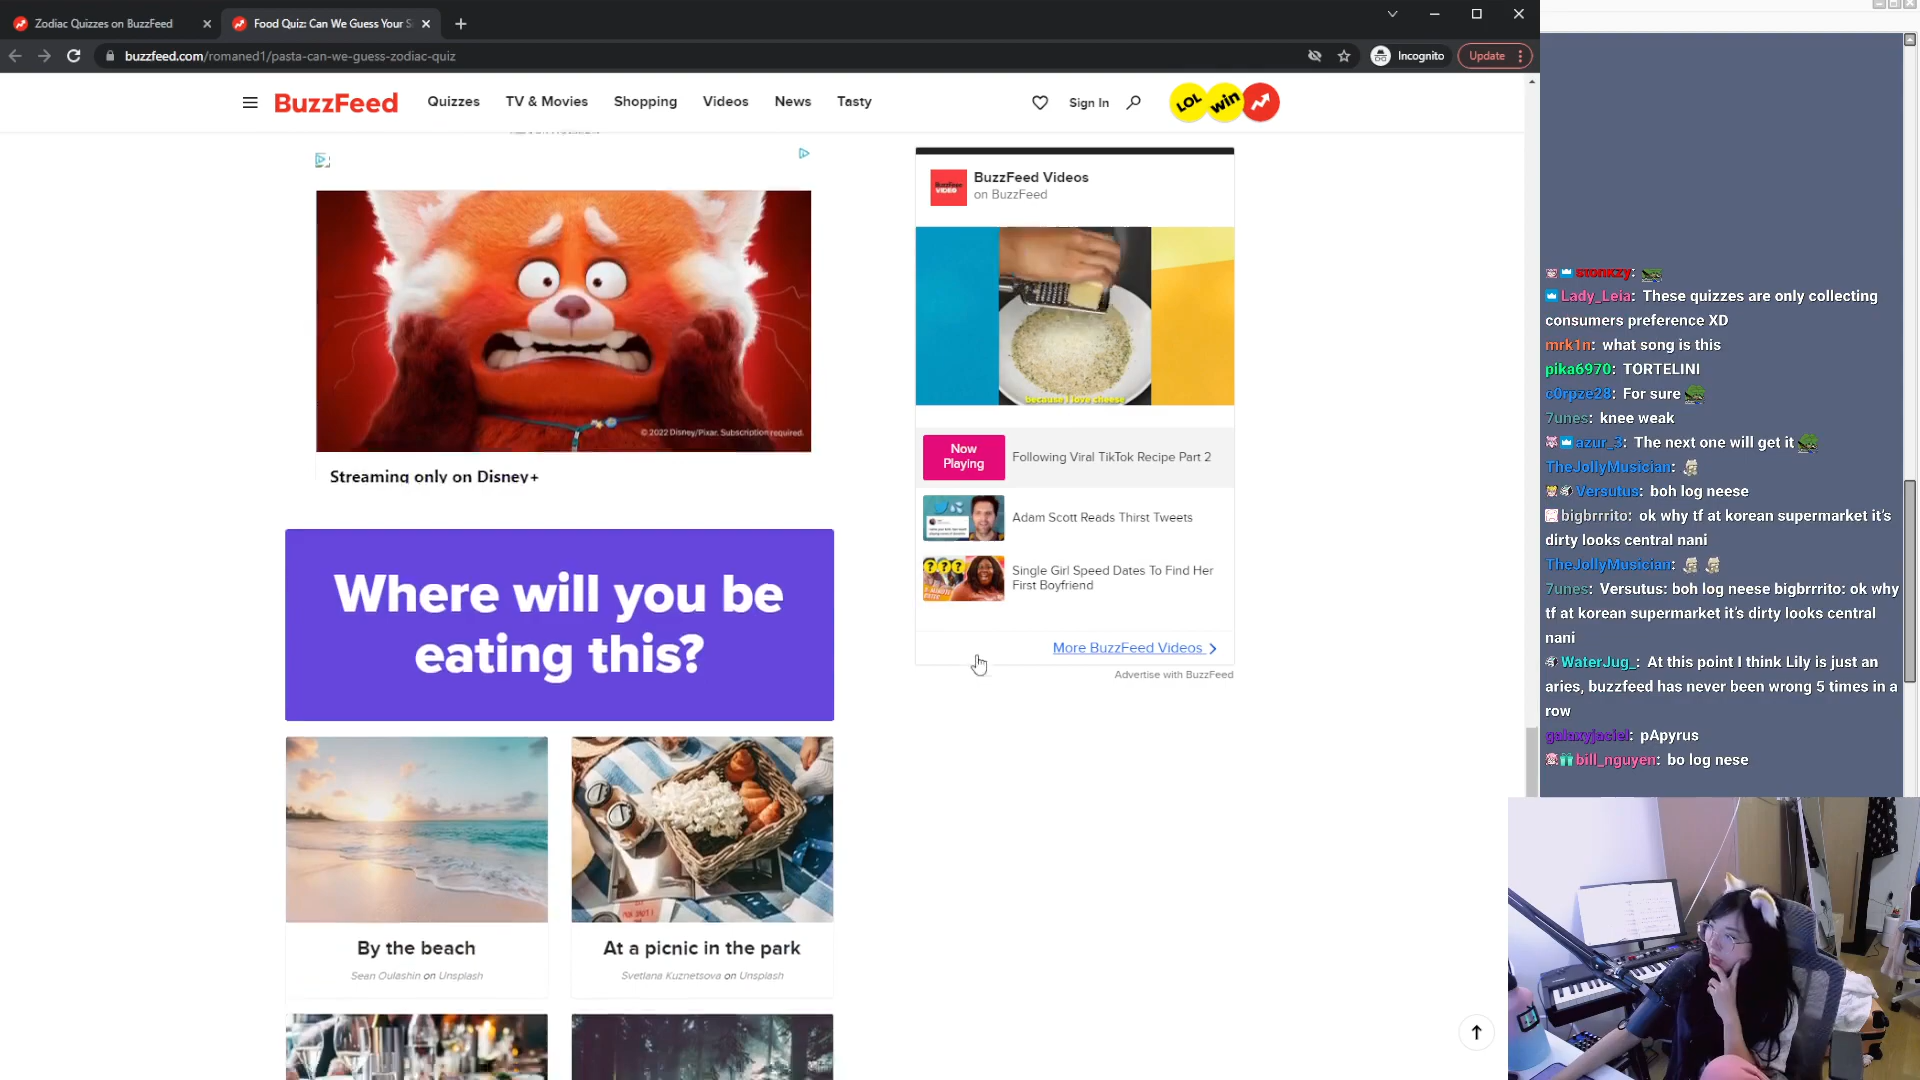 Zodiac Quizzes on BuzzFeed
Food Quiz: Can We Guess Your S
buzzfeed.com/romaned1/pasta-can-we-guess-zodiac-quiz
Incognito
Update
BuzzFeed
Quizzes
TV & Movies
Shopping
Videos
News
Tasty
Sign In
LOL
win
©2022 Disney/Pixar. Subscription required.
Streaming only on Disney+
Where will you be
eating this?
By the beach
Sean Oulashin on Unsplash
At a picnic in the park
Svetlana Kuznetsova on Unsplash
BuzzFeed
VIDEO
BuzzFeed Videos
on BuzzFeed
because I love cheese
Now
Playing
Following Viral TikTok Recipe Part 2
Adam Scott Reads Thirst Tweets
Single Girl Speed Dates To Find Her
First Boyfriend
More BuzzFeed Videos
Advertise with BuzzFeed
stonkzy:
Lady_Leia: These quizzes are only collecting
consumers preference XD
mrk1n: what song is this
pika6970: TORTELINI
c0rpze28: For sure
7unes: knee weak
azur_3: The next one will get it
TheJollyMusician:
Versutus: boh log neese
bigbrrrito: ok why tf at korean supermarket it's
dirty looks central nani
TheJollyMusician:
7unes: Versutus: boh log neese bigbrrrito: ok why
tf at korean supermarket it's dirty looks central
nani
WaterJug_: At this point I think Lily is just an
aries, buzzfeed has never been wrong 5 times in a
row
galaxyjaciel: pApyrus
bill_nguyen: bo log nese